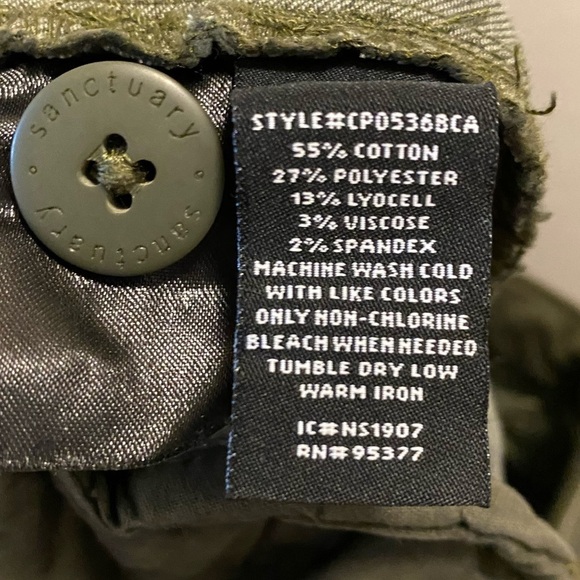 sanctuary
sanctuary
STYLE#CP0536BCA
55% COTTON
27% POLYESTER
13% LYOCELL
3% VISCOSE
2% SPANDEX
MACHINE WASH COLD
WITH LIKE COLORS
ONLY NON-CHLORINE
BLEACH WHEN NEEDED
TUMBLE DRY LOW
WARM IRON
IC#NS1907
RN#95377